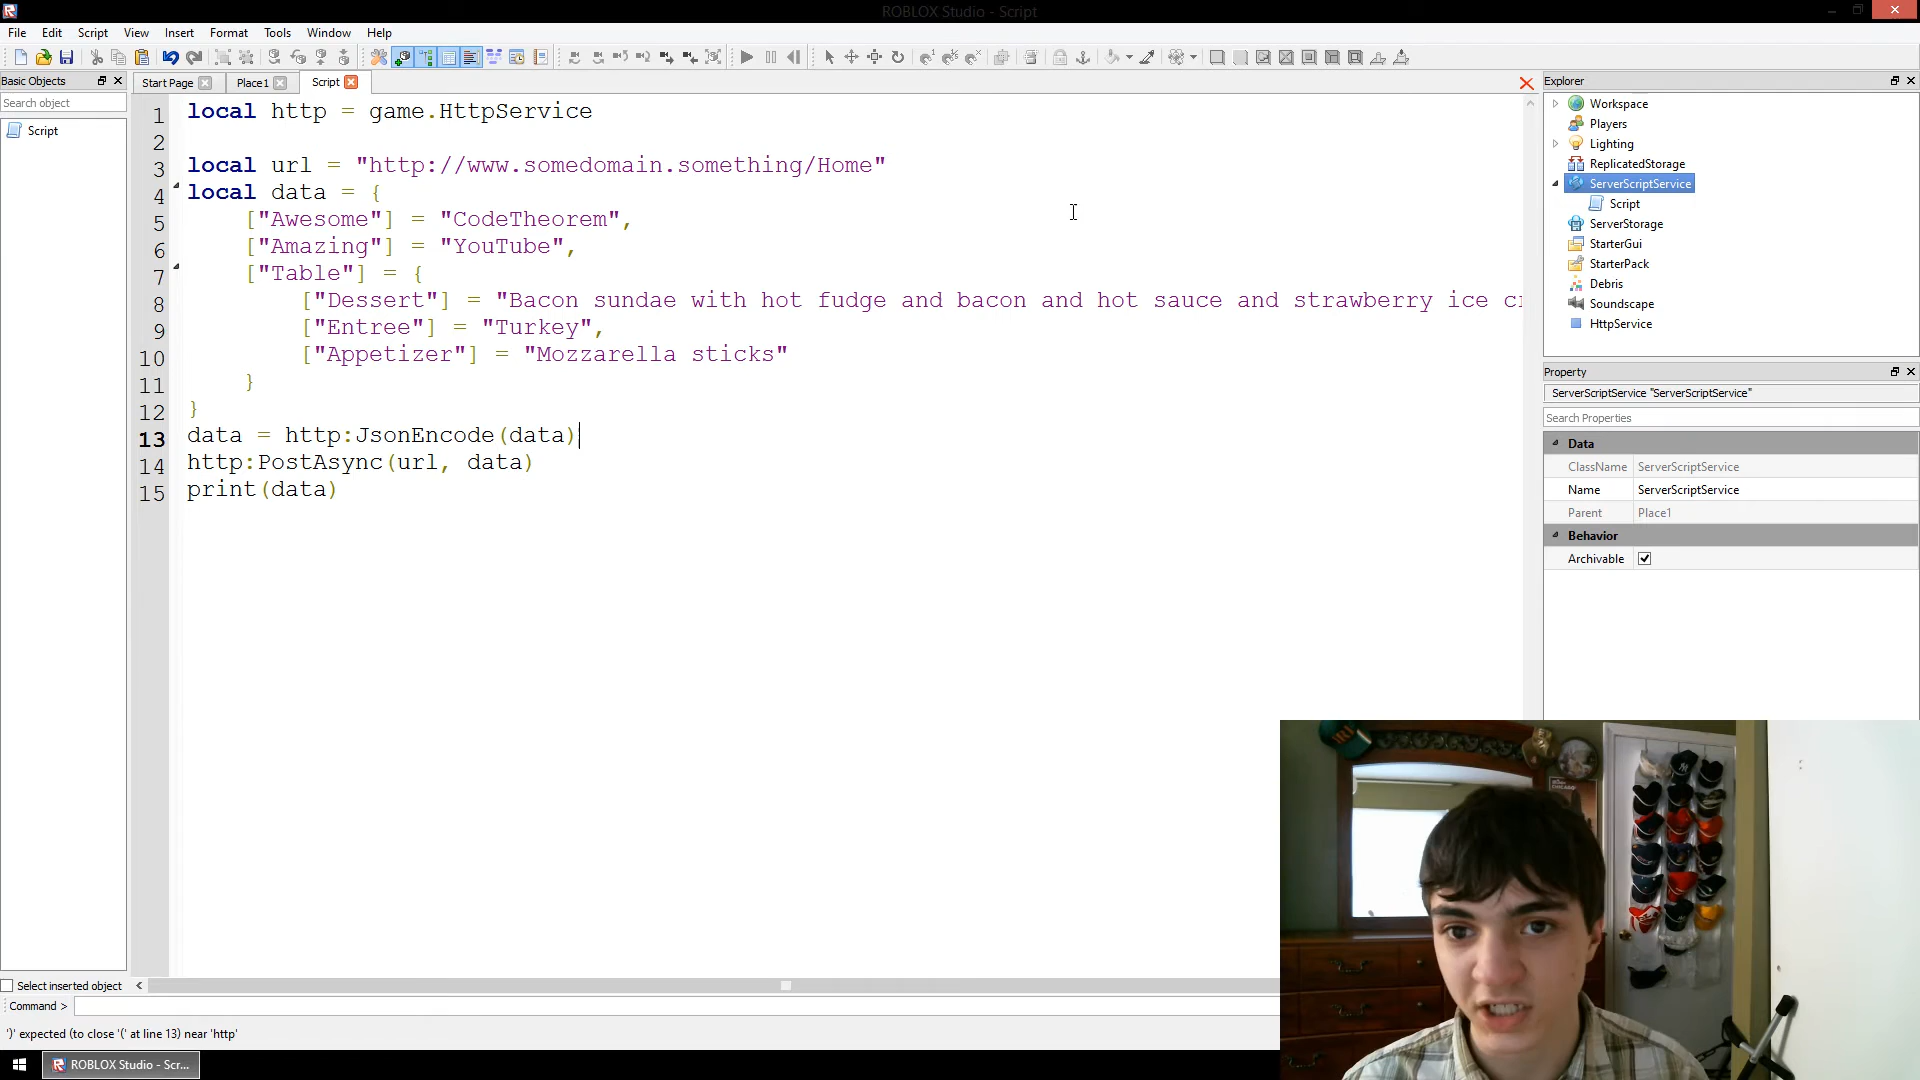 ROBLOX Studio - Script
File Edit Script View Insert Format Tools Window Help
Basic Objects
Start Page Place1 Script
Search object
Script
1 local http = game.HttpService
2
3 local url = "http://www.somedomain.something/Home"
4 local data = {
5 ["Awesome"] = "CodeTheorem",
6 ["Amazing"] = "YouTube",
7 ["Table"] = {
8 ["Dessert"] = "Bacon sundae with hot fudge and bacon and hot sauce and strawberry ice
9 ["Entree"] = "Turkey",
10 ["Appetizer"] = "Mozzarella sticks"
11 }
12 }
13 data = http:JsonEncode(data)
14 http:PostAsync(url, data)
15 print(data)
Explorer
Workspace
Players
Lighting
ReplicatedStorage
ServerScriptService
Script
ServerStorage
StarterGui
StarterPack
Debris
Soundscape
HttpService
Property
ServerScriptService "ServerScriptService"
Search Properties
Data
ClassName ServerScriptService
Name ServerScriptService
Parent Place1
Behavior
Archivable
Select inserted object
Command >
')' expected (to close '(' at line 13) near 'http'
ROBLOX Studio - Scr...